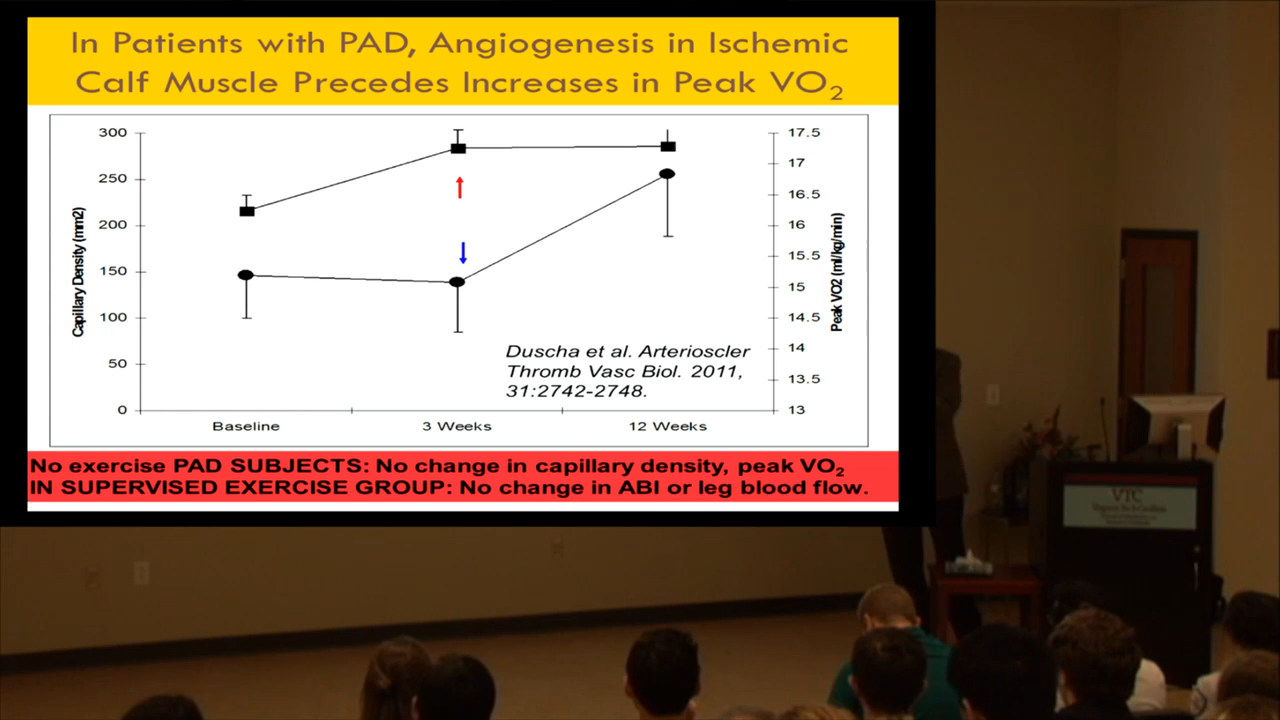 In Patients with PAD, Angiogenesis in Ischemic
Calf Muscle Precedes Increases in Peak VO2
300
250
200
150
100
50
0
Capillary Density (mm2)
17.5
17
16.5
16
15.5
15
14.5
14
13.5
13
Peak VO2 (ml/kg/min)
Duscha et al. Arterioscler
Thromb Vasc Biol. 2011,
31:2742-2748.
Baseline 3 Weeks 12 Weeks
No exercise PAD SUBJECTS: No change in capillary density, peak VO2
IN SUPERVISED EXERCISE GROUP: No change in ABI or leg blood flow.
VTC